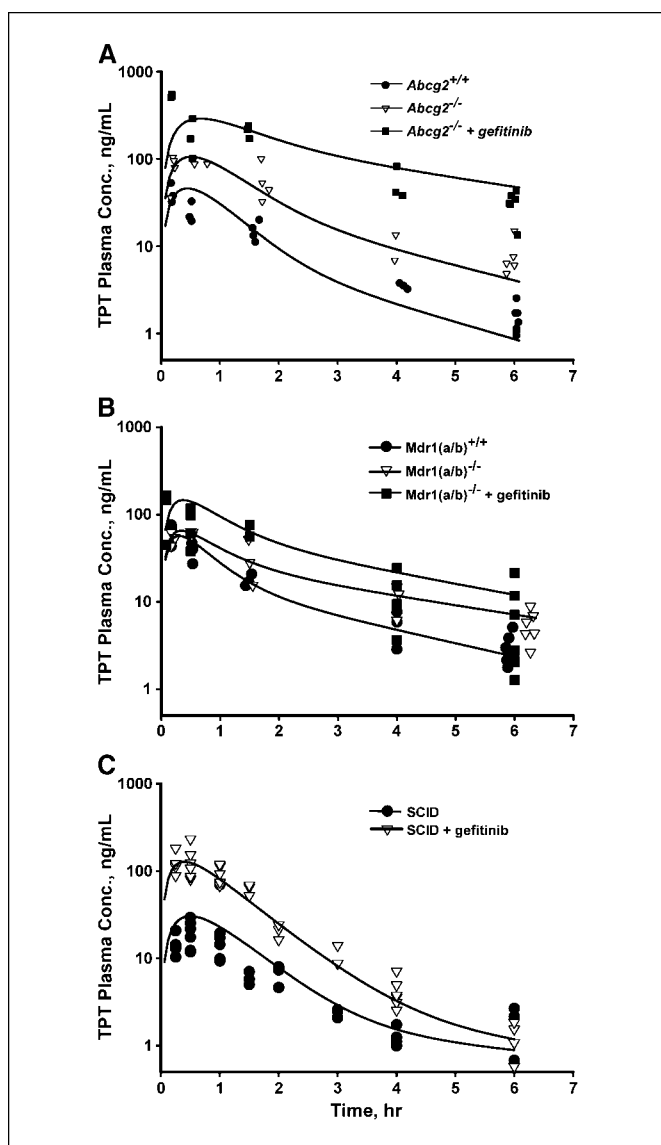 A
1000
100
10
1
TPT Plasma Conc., ng/mL
Abcg2+/+
Abcg2-/-
Abcg2-/- + gefitinib
0 1 2 3 4 5 6 7
B
1000
100
10
1
TPT Plasma Conc., ng/mL
Mdr1(a/b)+/+
Mdr1(a/b)-/-
Mdr1(a/b)-/- + gefitinib
0 1 2 3 4 5 6 7
C
1000
100
10
1
TPT Plasma Conc., ng/mL
SCID
SCID + gefitinib
0 1 2 3 4 5 6 7
Time, hr